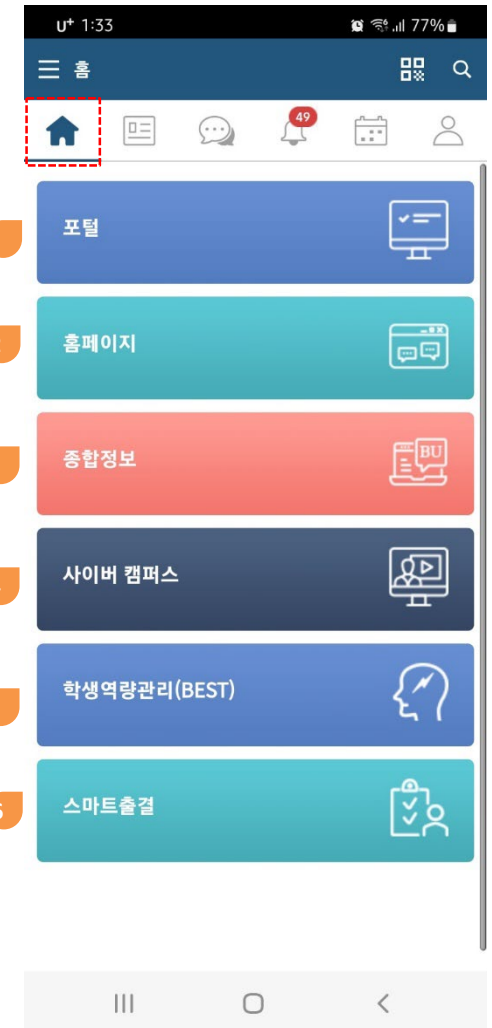 U+ 1:33 77%
홈
49
포털
홈페이지
종합정보
BU
사이버 캠퍼스
학생역량관리(BEST)
스마트출결